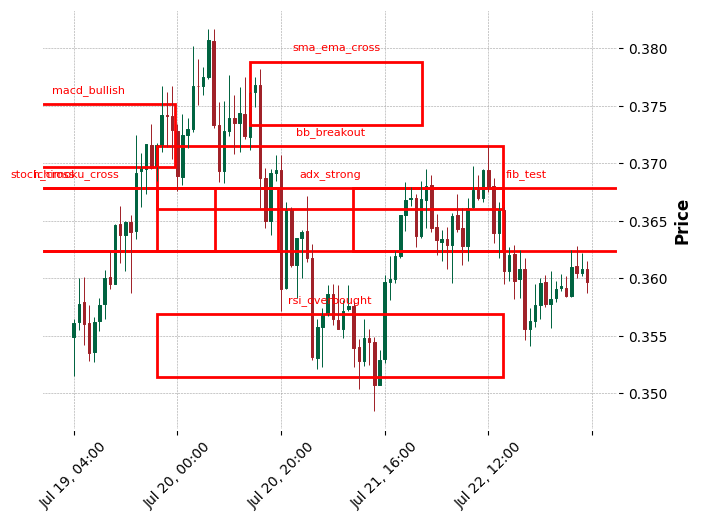 sma_ema_cross
0.380
macd_bullish
0.375
bb_breakout
0.370
adx_strong
fib_test
0.365
Price
0.360
rsi_overbought
0.355
0.350
Jul 19, 04:00
Jul 20, 00:00
Jul 20, 20:00
Jul 21, 16:00
Jul 22, 12:00